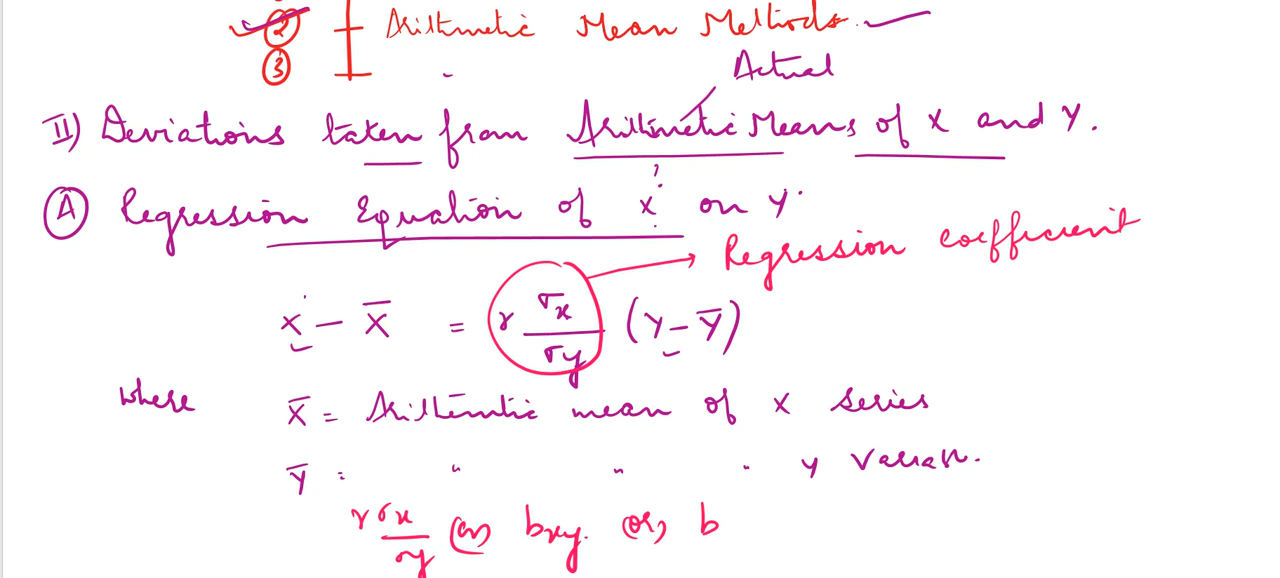 ② Arithmetic Mean Methods.
③
Actual
II) Deviations taken from Arithmetic Means of X and Y.
Ⓐ Regression Equation of X on Y.
Regression coefficient
X - X̅ = r σx/σy (Y - Y̅)
where X̅ = Arithmetic mean of X series
Y̅ = " " " Y
rσx/σy (or) bxy. (or) b